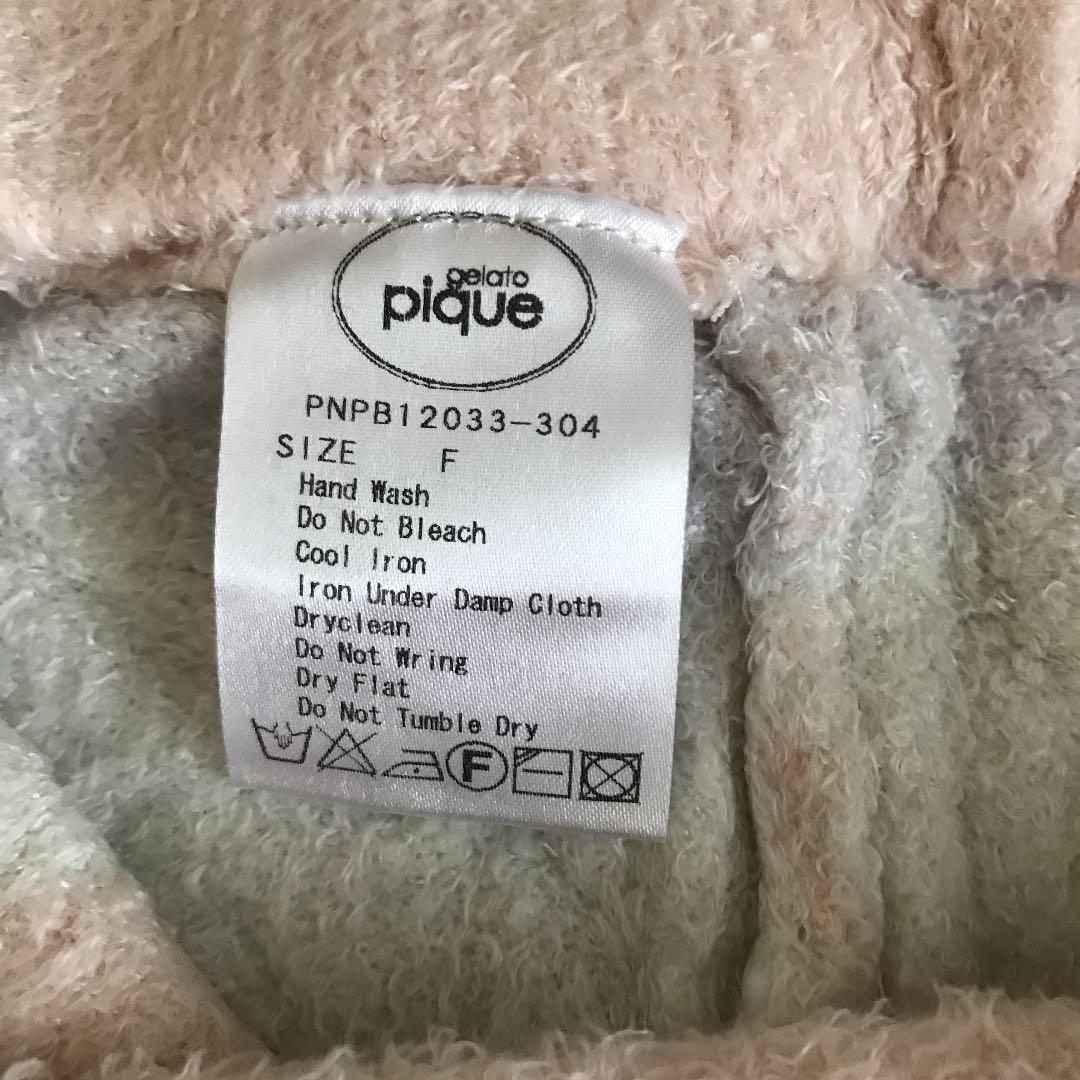 gelato
pique
PNPB12033-304
SIZE F
Hand Wash
Do Not Bleach
Cool Iron
Iron Under Damp Cloth
Dryclean
Do Not Wring
Dry Flat
Do Not Tumble Dry
F